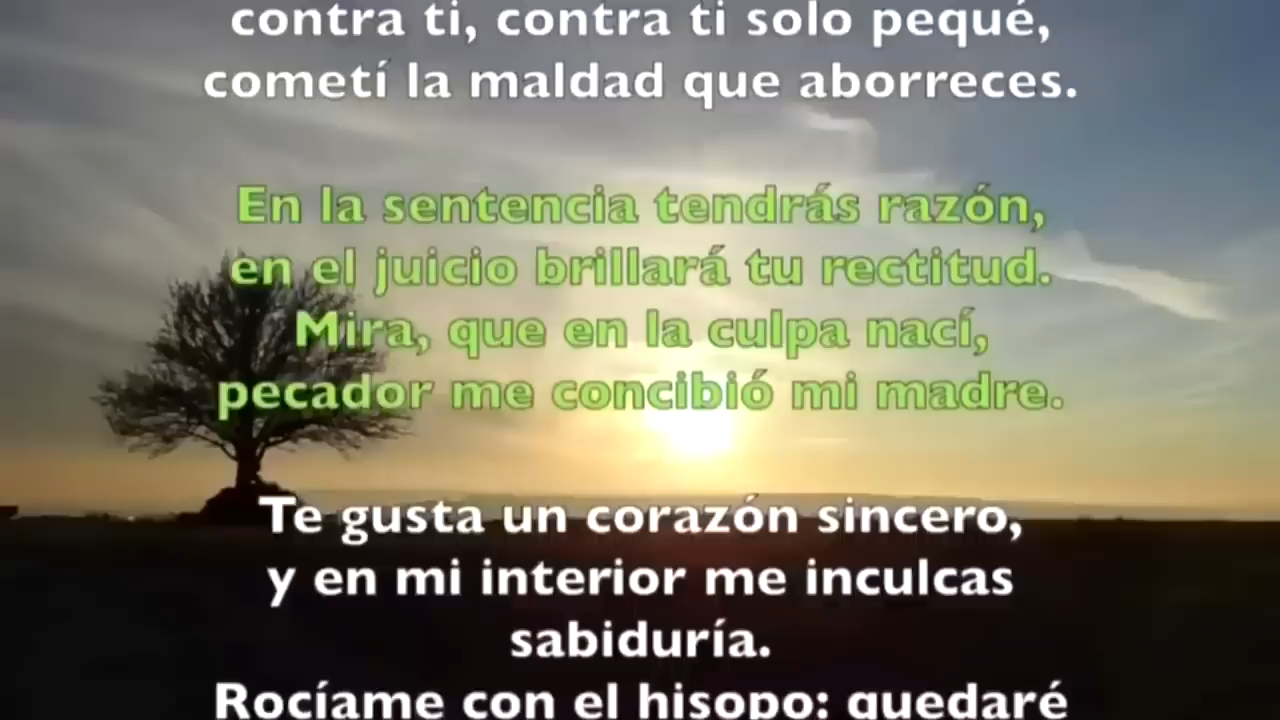 contra ti, contra ti solo pequé,
cometí la maldad que aborreces.
En la sentencia tendrás razón,
en el juicio brillará tu rectitud.
Mira, que en la culpa nací,
pecador me concibió mi madre.
Te gusta un corazón sincero,
y en mi interior me inculcas
sabiduría.
Rocíame con el hisopo: quedaré